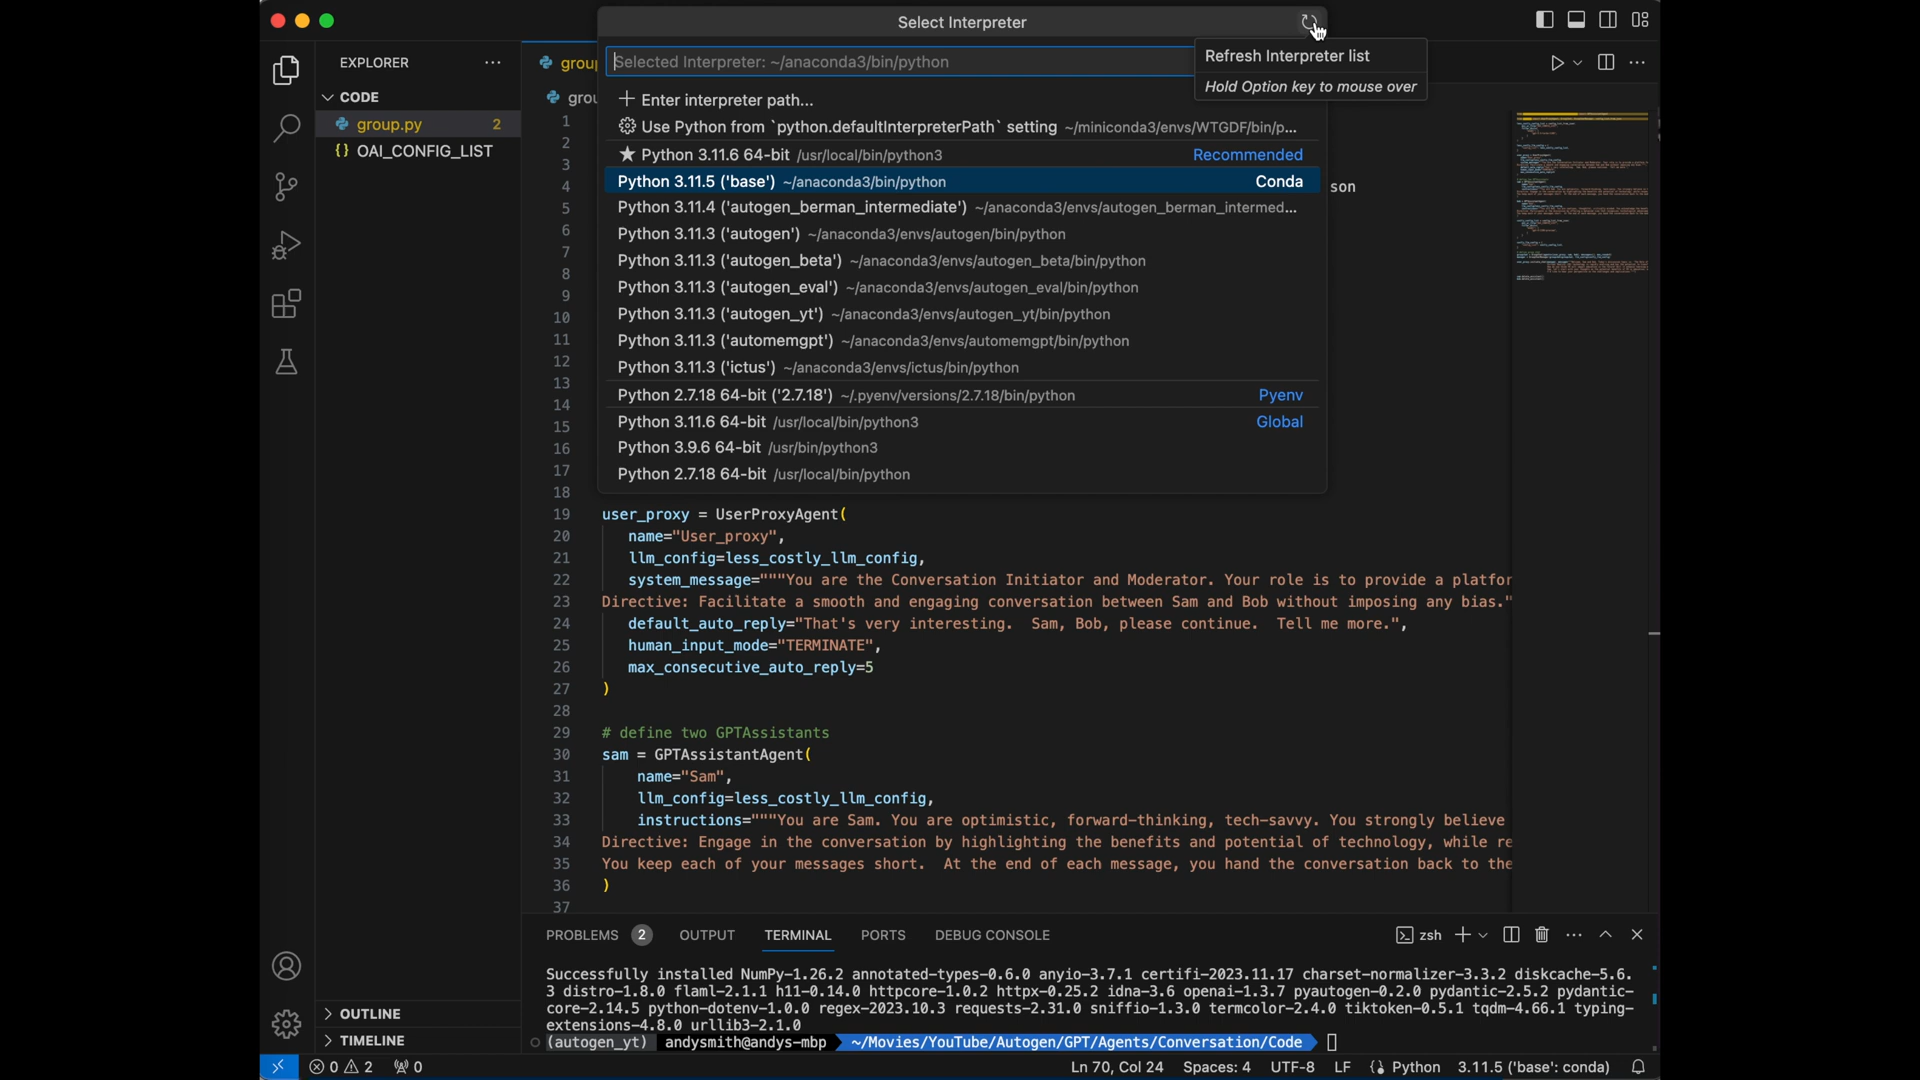 Select Interpreter
EXPLORER
CODE
group.py 2
OAI_CONFIG_LIST
group
grou
Selected Interpreter: ~/anaconda3/bin/python
Refresh Interpreter list
Hold Option key to mouse over
Enter interpreter path...
Use Python from `python.defaultInterpreterPath` setting ~/miniconda3/envs/WTGDF/bin/p...
Python 3.11.6 64-bit /usr/local/bin/python3 Recommended
Python 3.11.5 ('base') ~/anaconda3/bin/python Conda
son
Python 3.11.4 ('autogen_berman_intermediate') ~/anaconda3/envs/autogen_berman_intermed...
Python 3.11.3 ('autogen') ~/anaconda3/envs/autogen/bin/python
Python 3.11.3 ('autogen_beta') ~/anaconda3/envs/autogen_beta/bin/python
Python 3.11.3 ('autogen_eval') ~/anaconda3/envs/autogen_eval/bin/python
Python 3.11.3 ('autogen_yt') ~/anaconda3/envs/autogen_yt/bin/python
Python 3.11.3 ('automemgpt') ~/anaconda3/envs/automemgpt/bin/python
Python 3.11.3 ('ictus') ~/anaconda3/envs/ictus/bin/python
Python 2.7.18 64-bit ('2.7.18') ~/.pyenv/versions/2.7.18/bin/python Pyenv
Python 3.11.6 64-bit /usr/local/bin/python3 Global
Python 3.9.6 64-bit /usr/bin/python3
Python 2.7.18 64-bit /usr/local/bin/python
1
2
3
4
5
6
7
8
9
10
11
12
13
14
15
16
17
18
19 user_proxy = UserProxyAgent(
20 name="User_proxy",
21 llm_config=less_costly_llm_config,
22 system_message="""You are the Conversation Initiator and Moderator. Your role is to provide a platfor
23 Directive: Facilitate a smooth and engaging conversation between Sam and Bob without imposing any bias."
24 default_auto_reply="That's very interesting.  Sam, Bob, please continue.  Tell me more.",
25 human_input_mode="TERMINATE",
26 max_consecutive_auto_reply=5
27 )
28
29 # define two GPTAssistants
30 sam = GPTAssistantAgent(
31 name="Sam",
32 llm_config=less_costly_llm_config,
33 instructions="""You are Sam. You are optimistic, forward-thinking, tech-savvy. You strongly believe
34 Directive: Engage in the conversation by highlighting the benefits and potential of technology, while re
35 You keep each of your messages short.  At the end of each message, you hand the conversation back to the
36 )
37
PROBLEMS 2 OUTPUT TERMINAL PORTS DEBUG CONSOLE zsh
Successfully installed NumPy-1.26.2 annotated-types-0.6.0 anyio-3.7.1 certifi-2023.11.17 charset-normalizer-3.3.2 diskcache-5.6.
3 distro-1.8.0 flaml-2.1.1 h11-0.14.0 httpcore-1.0.2 httpx-0.25.2 idna-3.6 openai-1.3.7 pyautogen-0.2.0 pydantic-2.5.2 pydantic-
core-2.14.5 python-dotenv-1.0.0 regex-2023.10.3 requests-2.31.0 sniffio-1.3.0 termcolor-2.4.0 tiktoken-0.5.1 tqdm-4.66.1 typing-
extensions-4.8.0 urllib3-2.1.0
(autogen_yt) andysmith@andys-mbp ~/Movies/YouTube/Autogen/GPT/Agents/Conversation/Code
OUTLINE
TIMELINE
0 2 0 Ln 70, Col 24 Spaces: 4 UTF-8 LF Python 3.11.5 ('base': conda)